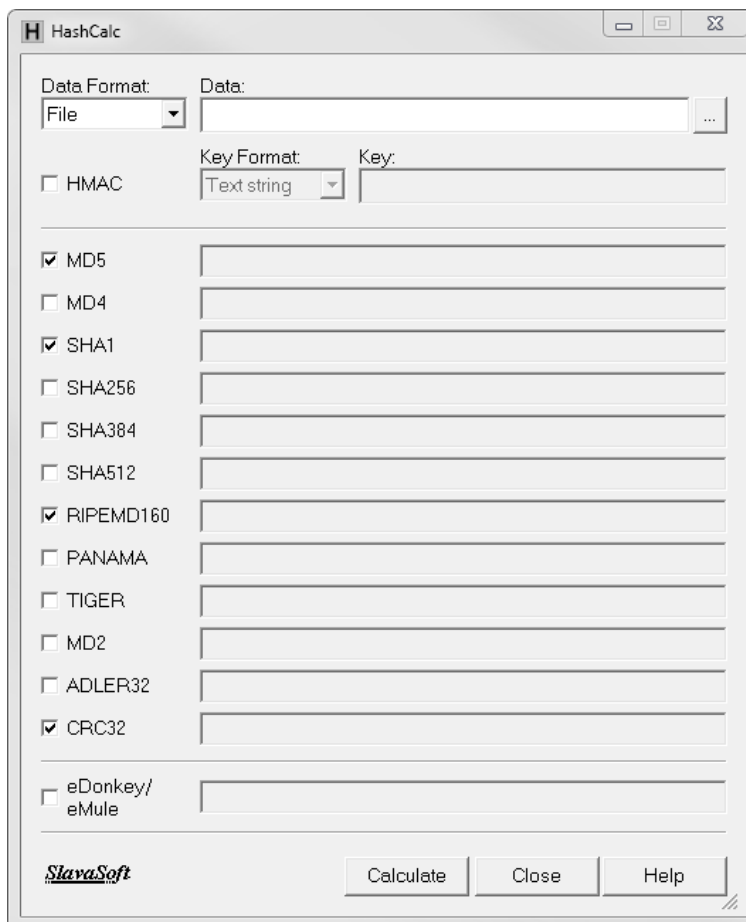 H HashCalc
Data Format: Data:
File ...
Key Format: Key:
HMAC Text string
MD5
MD4
SHA1
SHA256
SHA384
SHA512
RIPEMD160
PANAMA
TIGER
MD2
ADLER32
CRC32
eDonkey/
eMule
SlavaSoft Calculate Close Help